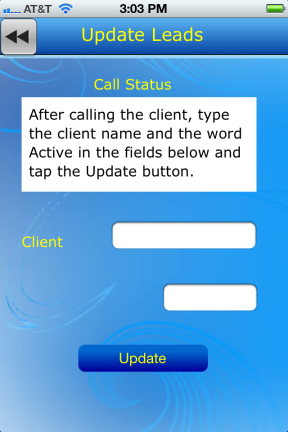 AT&T 3:03 PM
Update Leads
Call Status
After calling the client, type
the client name and the word
Active in the fields below and
tap the Update button.
Client
Update